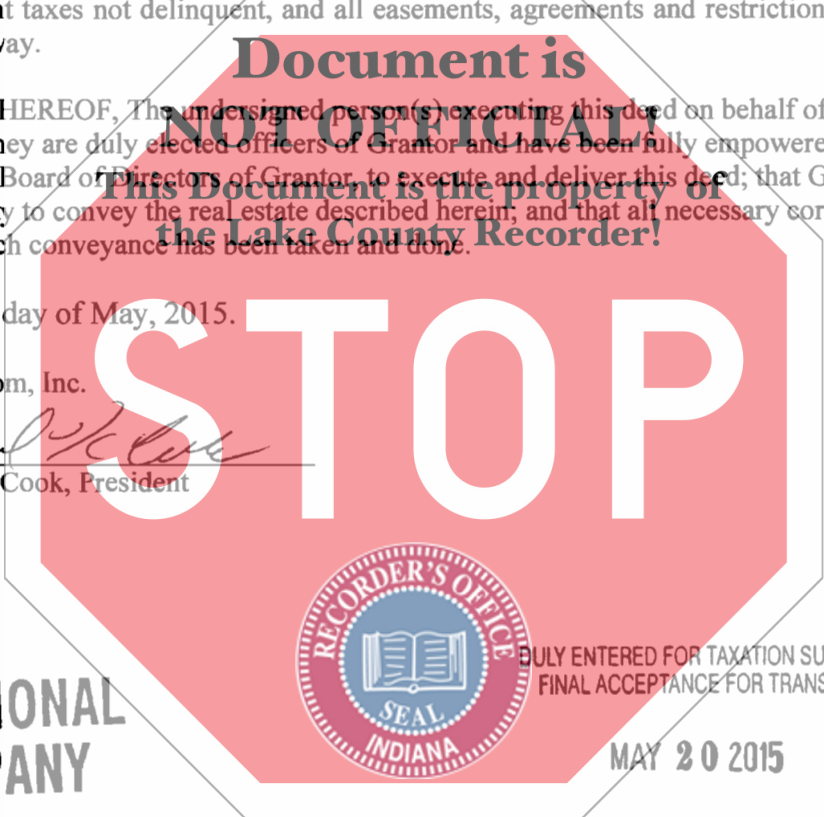 t taxes not delinquent, and all easements, agreements and restriction
ay.
Document is
HEREOF, The undersigned person(s) executing this deed on behalf of
NOT OFFICIAL!
ey are duly elected officers of Grantor and have been fully empowere
Board of Directors of Grantor, to execute and deliver this deed; that G
This Document is the property of
y to convey the real estate described herein; and that all necessary cor
the Lake County Recorder!
h conveyance has been taken and done.
day of May, 2015.
STOP
om, Inc.
Cook, President
RECORDER'S OFFICE
SEAL
INDIANA
DULY ENTERED FOR TAXATION SU
FINAL ACCEPTANCE FOR TRANS
IONAL
ANY
MAY 20 2015